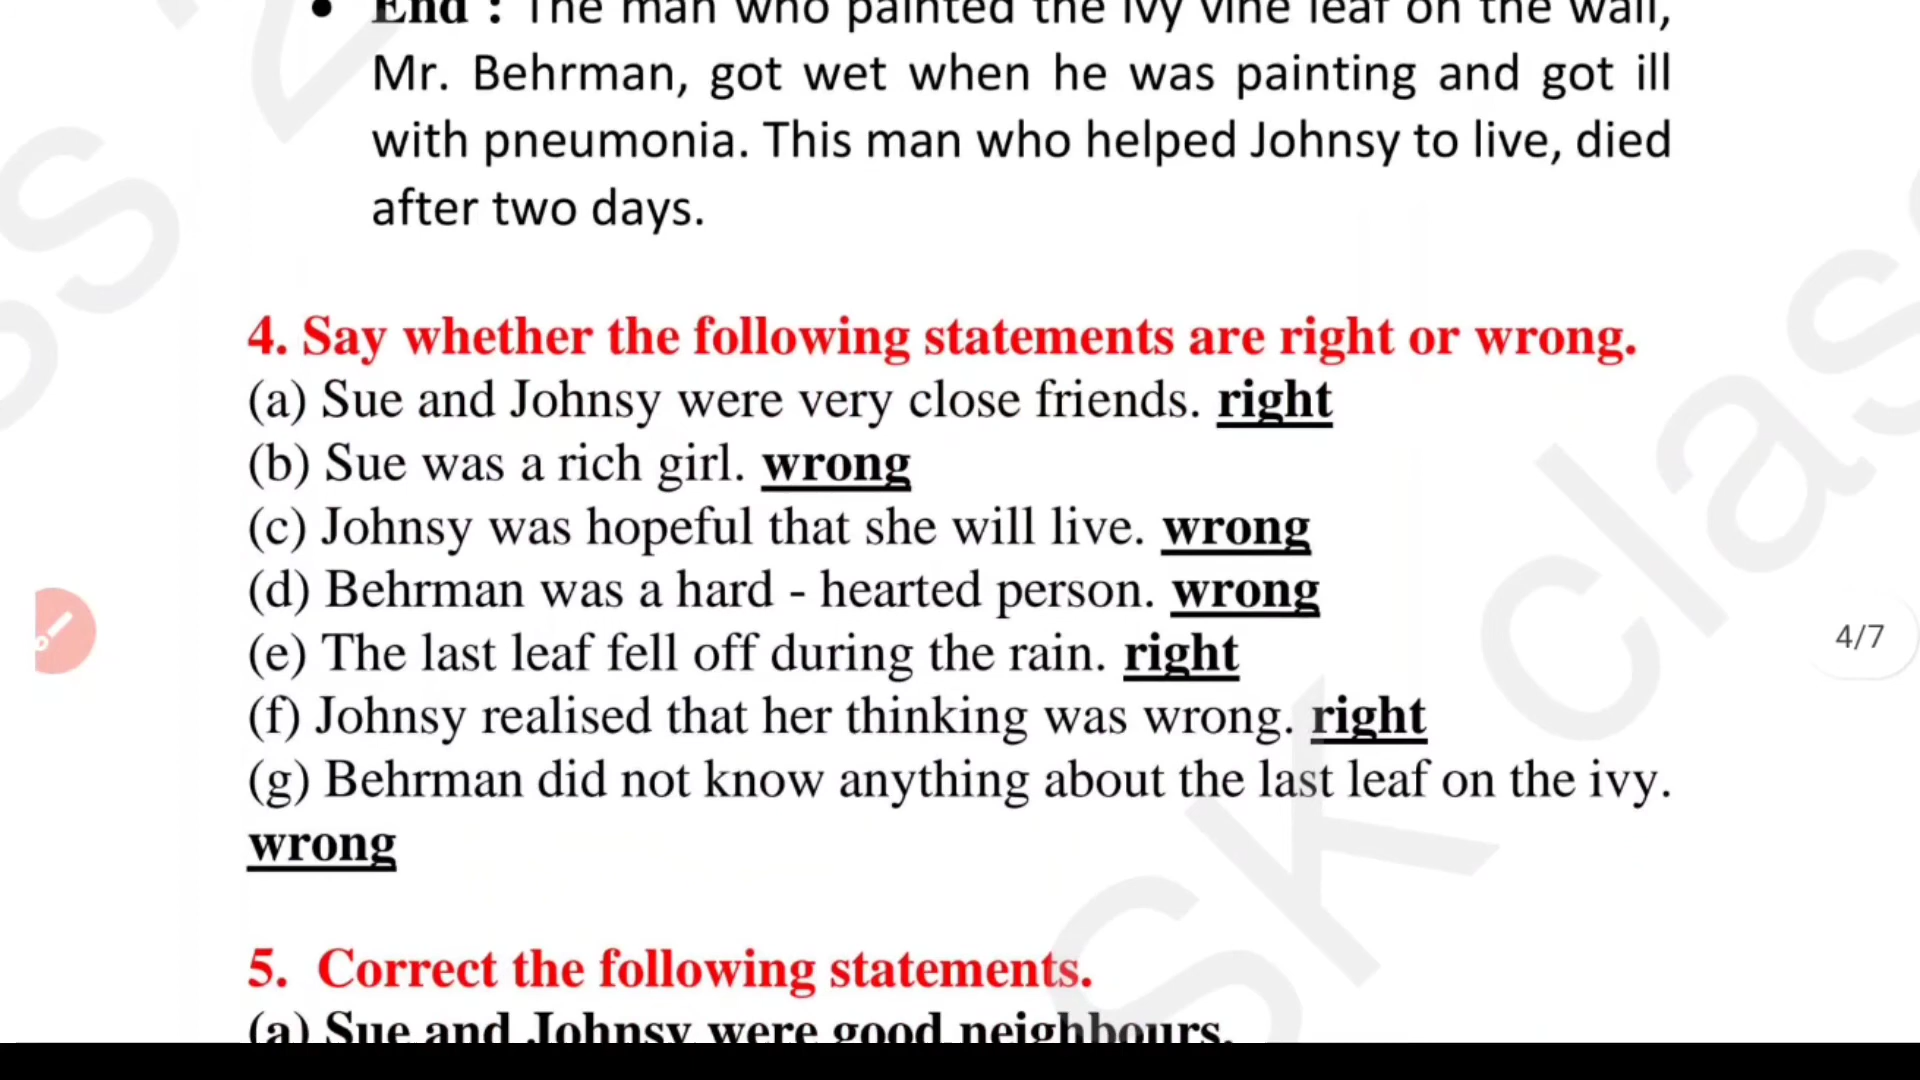 • End : The man who painted the ivy vine leaf on the wall,
Mr. Behrman, got wet when he was painting and got ill
with pneumonia. This man who helped Johnsy to live, died
after two days.
4. Say whether the following statements are right or wrong.
(a) Sue and Johnsy were very close friends. right
(b) Sue was a rich girl. wrong
(c) Johnsy was hopeful that she will live. wrong
(d) Behrman was a hard - hearted person. wrong
(e) The last leaf fell off during the rain. right
(f) Johnsy realised that her thinking was wrong. right
(g) Behrman did not know anything about the last leaf on the ivy.
wrong
4/7
5. Correct the following statements.
(a) Sue and Johnsy were good neighbours.
SK clas